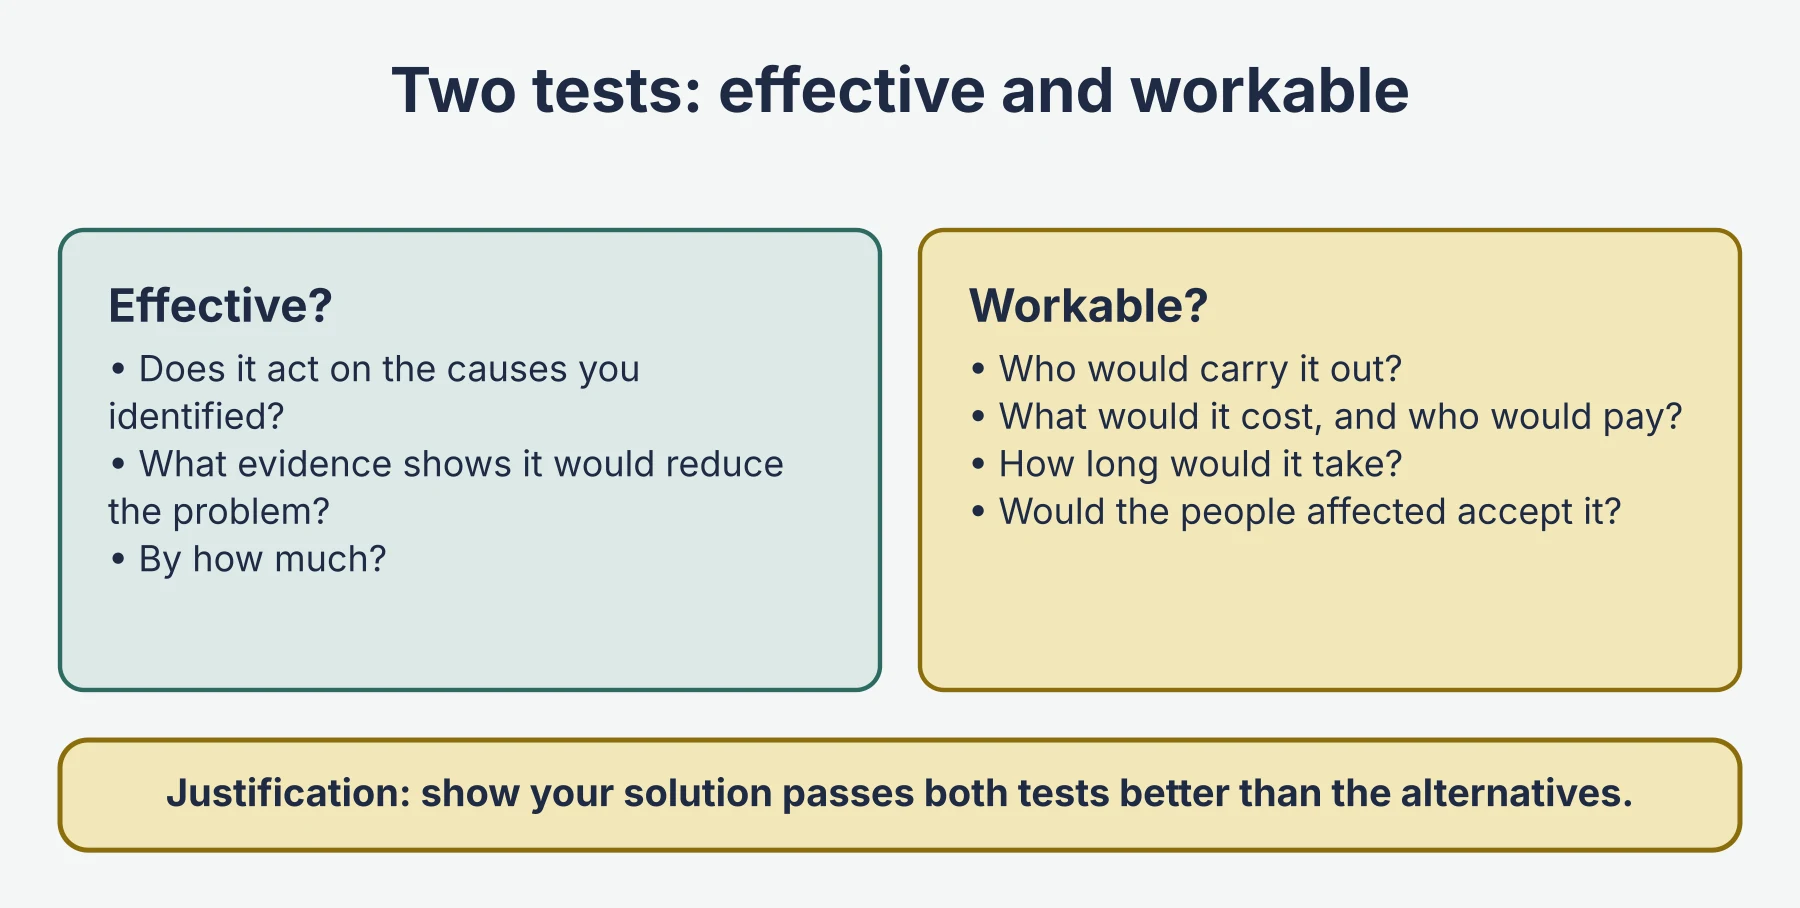 Two tests: effective and workable
Effective?
• Does it act on the causes you
identified?
• What evidence shows it would reduce
the problem?
• By how much?
Workable?
• Who would carry it out?
• What would it cost, and who would pay?
• How long would it take?
• Would the people affected accept it?
Justification: show your solution passes both tests better than the alternatives.